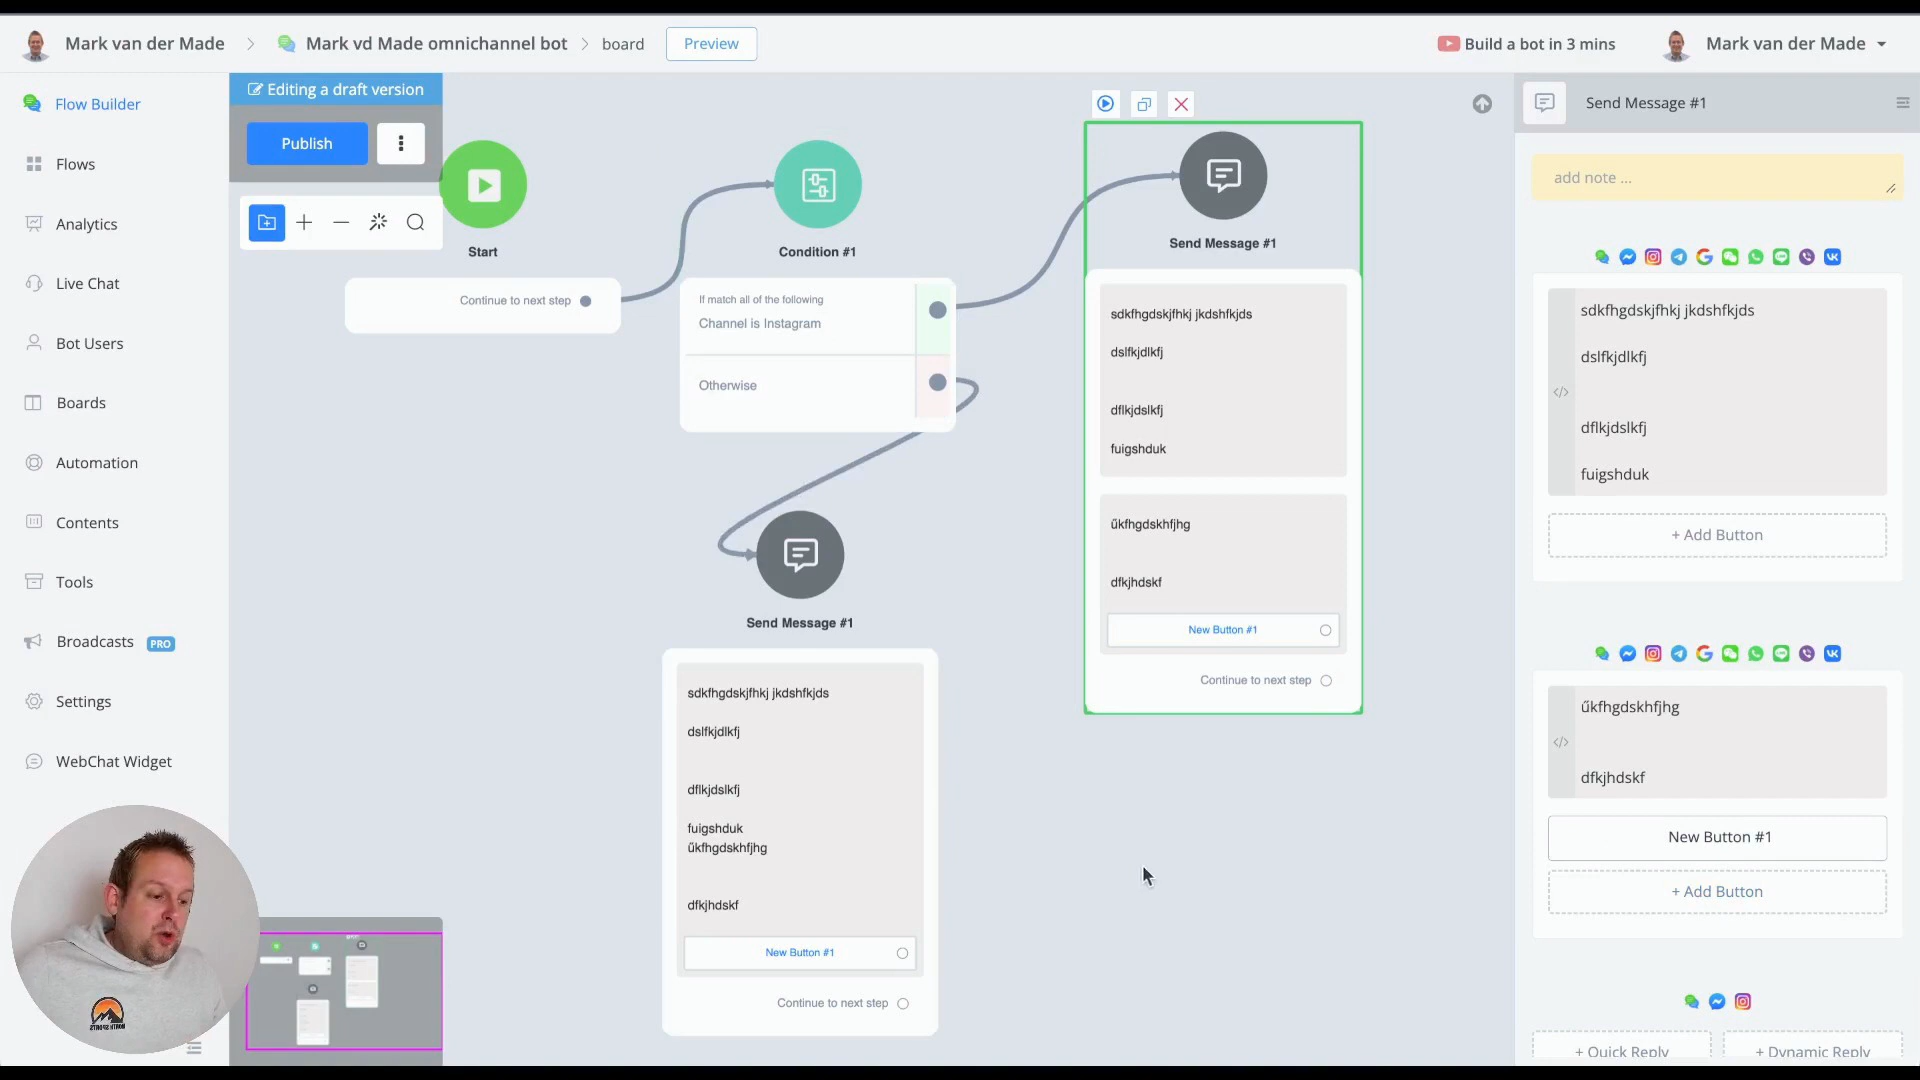 Mark van der Made
Mark vd Made omnichannel bot
board
Preview
Build a bot in 3 mins
Mark van der Made
Flow Builder
Flows
Analytics
Live Chat
Bot Users
Boards
Automation
Contents
Tools
Broadcasts PRO
Settings
WebChat Widget
Editing a draft version
Publish
Start
Continue to next step
Condition #1
If match all of the following
Channel is Instagram
Otherwise
Send Message #1
sdkfhgdskjfhkj jkdshfkjds
dslfkjdlkfj
dflkjdslkfj
fuigshduk
űkfhgdskhfjhg
dfkjhdskf
New Button #1
Continue to next step
Send Message #1
sdkfhgdskjfhkj jkdshfkjds
dslfkjdlkfj
dflkjdslkfj
fuigshduk
űkfhgdskhfjhg
dfkjhdskf
New Button #1
Continue to next step
Send Message #1
add note ...
sdkfhgdskjfhkj jkdshfkjds
dslfkjdlkfj
dflkjdslkfj
fuigshduk
+ Add Button
űkfhgdskhfjhg
dfkjhdskf
New Button #1
+ Add Button
+ Quick Reply
+ Dynamic Reply